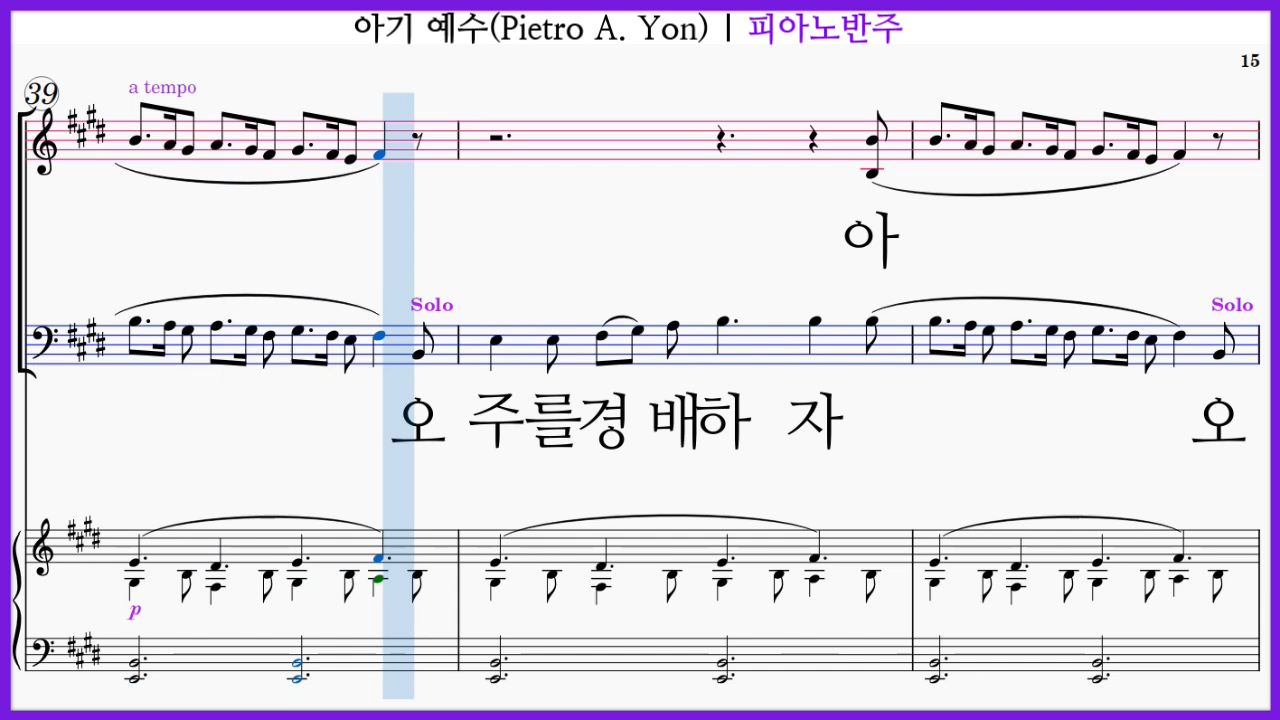 아기 예수(Pietro A. Yon) | 피아노반주
15
39
a tempo
아
Solo
Solo
오 주를경 배하 자 오
p